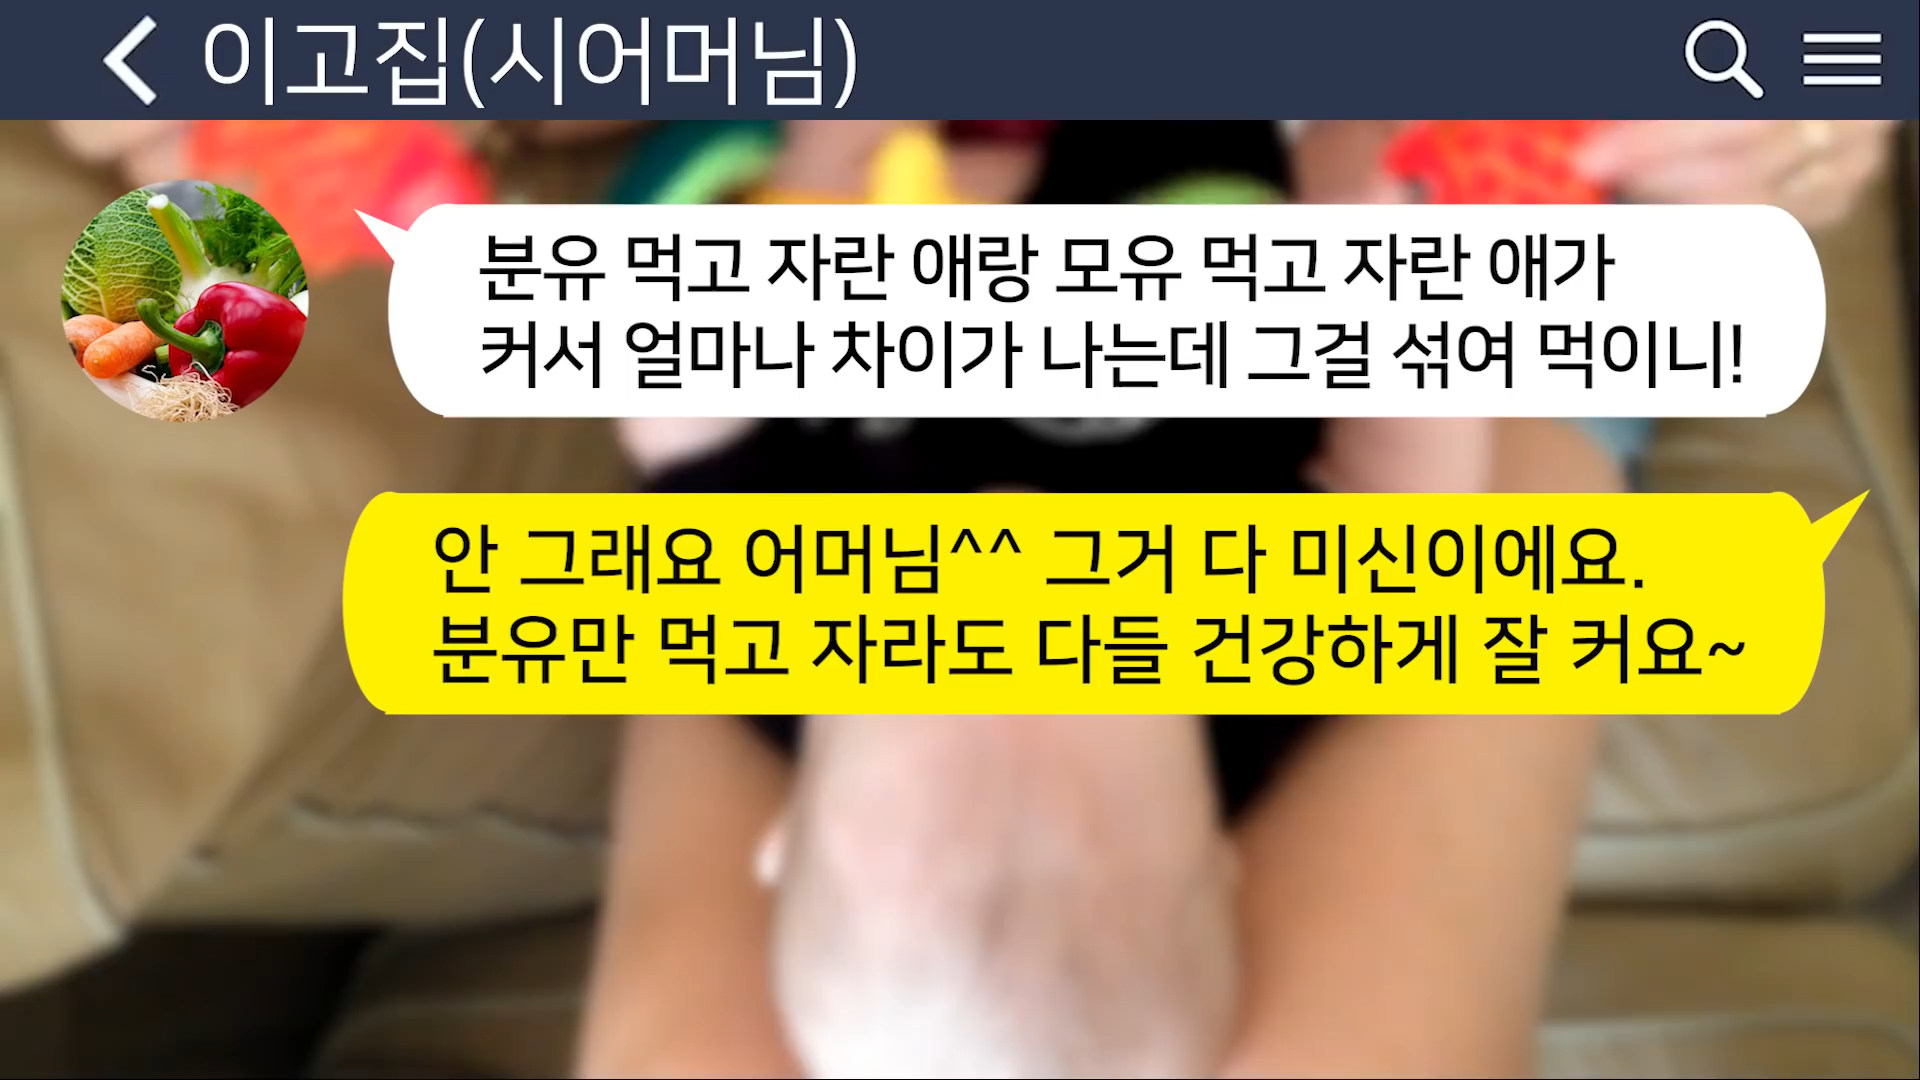 이고집(시어머님)
분유 먹고 자란 애랑 모유 먹고 자란 애가
커서 얼마나 차이가 나는데 그걸 섞여 먹이니!
안 그래요 어머님^^ 그거 다 미신이에요.
분유만 먹고 자라도 다들 건강하게 잘 커요~